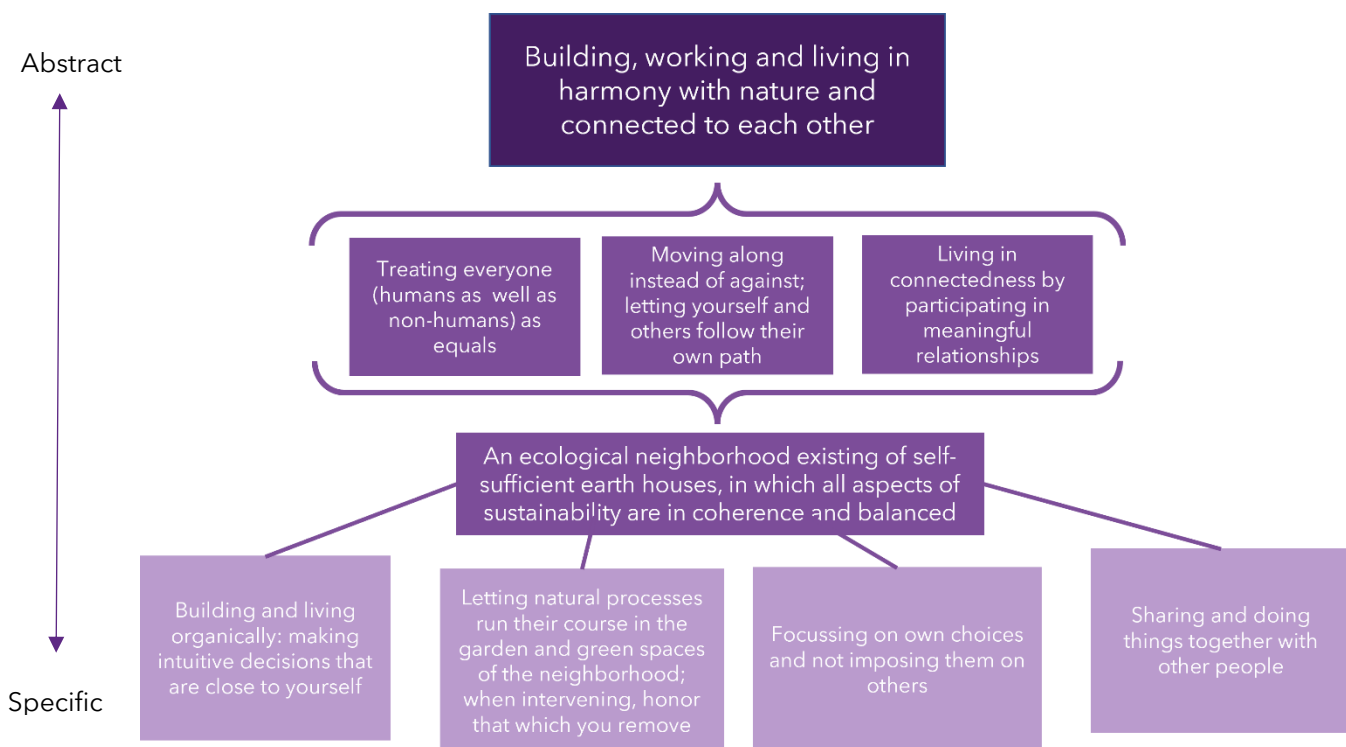 Abstract
Building, working and living in
harmony with nature and
connected to each other
Treating everyone
(humans as well as
non-humans) as
equals
Moving along
instead of against;
letting yourself and
others follow their
own path
Living in
connectedness by
participating in
meaningful
relationships
An ecological neighborhood existing of self-
sufficient earth houses, in which all aspects of
sustainability are in coherence and balanced
Building and living
organically: making
intuitive decisions that
are close to yourself
Letting natural processes
run their course in the
garden and green spaces
of the neighborhood;
when intervening, honor
that which you remove
Focussing on own choices
and not imposing them on
others
Sharing and doing
things together with
other people
Specific